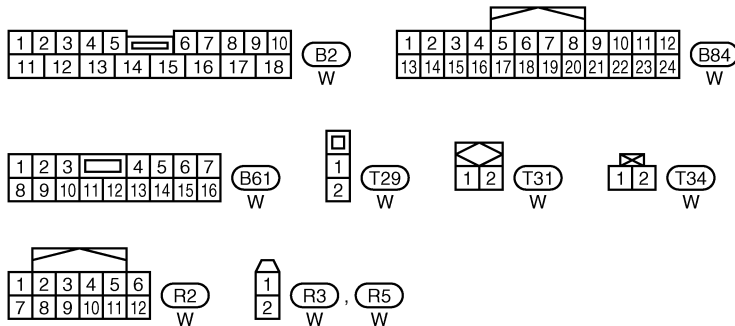 1 2 3 4 5 6 7 8 9 10
11 12 13 14 15 16 17 18
B2
W
1 2 3 4 5 6 7 8 9 10 11 12
13 14 15 16 17 18 19 20 21 22 23 24
B84
W
1 2 3 4 5 6 7
8 9 10 11 12 13 14 15 16
B61
W
1
2
T29
W
1 2
T31
W
1 2
T34
W
1 2 3 4 5 6
7 8 9 10 11 12
R2
W
1
2
R3 , R5
W W